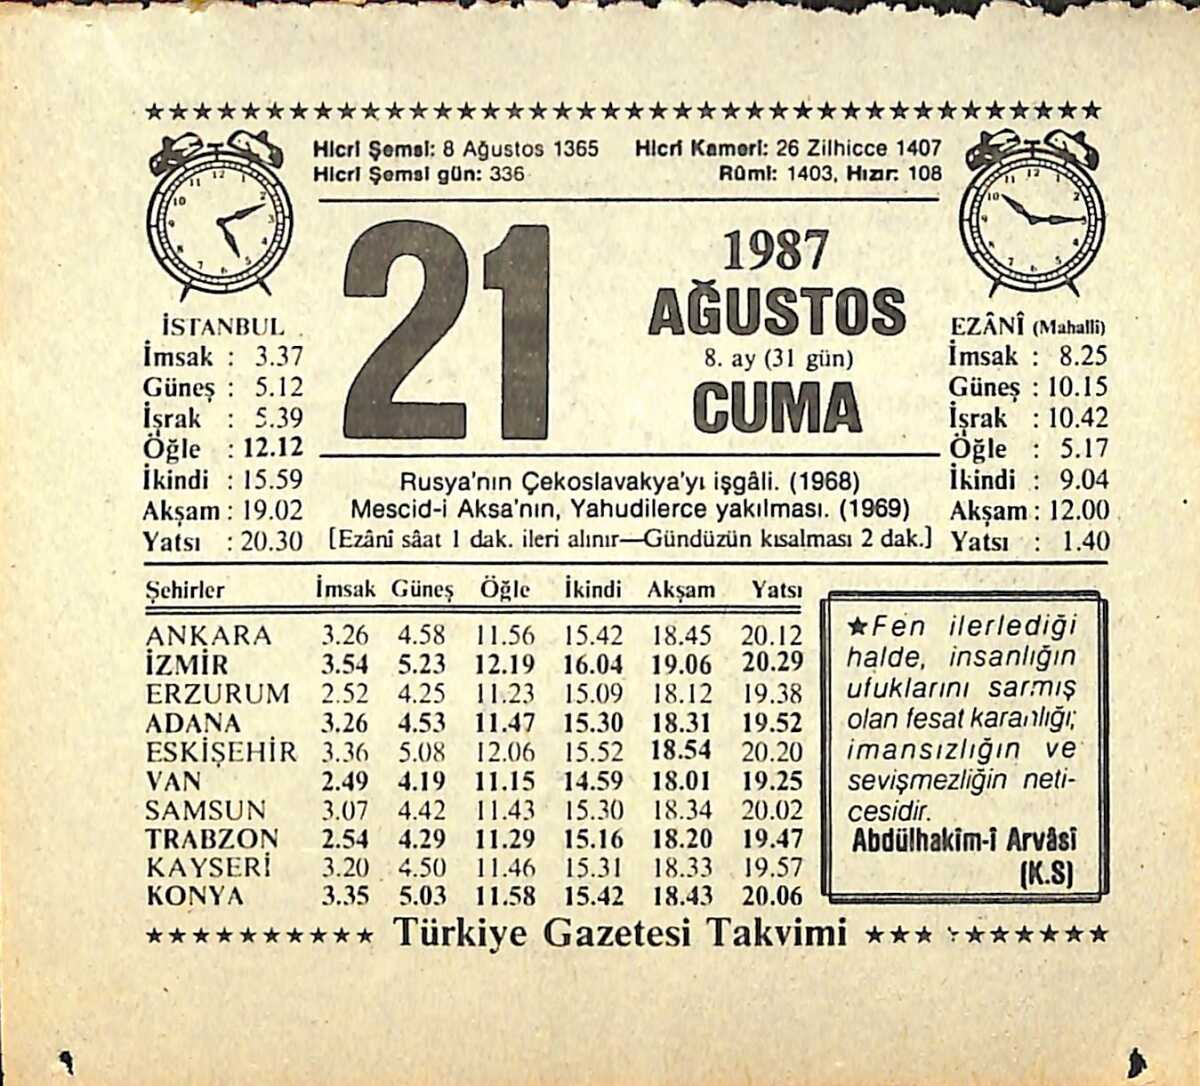 Hicrî Şemsî: 8 Ağustos 1365 Hicrî Kamerî: 26 Zilhicce 1407
Hicrî Şemsî gün: 336 Rûmî: 1403, Hızır: 108
21
1987
AĞUSTOS
8. ay (31 gün)
CUMA
İSTANBUL
İmsak : 3.37
Güneş : 5.12
İşrak : 5.39
Öğle : 12.12
İkindi : 15.59
Akşam : 19.02
Yatsı : 20.30
EZÂNÎ (Mahallî)
İmsak : 8.25
Güneş : 10.15
İşrak : 10.42
Öğle : 5.17
İkindi : 9.04
Akşam : 12.00
Yatsı : 1.40
Rusya'nın Çekoslavakya'yı işgâli. (1968)
Mescid-i Aksa'nın, Yahudilerce yakılması. (1969)
[Ezânî sâat 1 dak. ileri alınır—Gündüzün kısalması 2 dak.]
Şehirler İmsak Güneş Öğle İkindi Akşam Yatsı
ANKARA 3.26 4.58 11.56 15.42 18.45 20.12
İZMİR 3.54 5.23 12.19 16.04 19.06 20.29
ERZURUM 2.52 4.25 11.23 15.09 18.12 19.38
ADANA 3.26 4.53 11.47 15.30 18.31 19.52
ESKİŞEHİR 3.36 5.08 12.06 15.52 18.54 20.20
VAN 2.49 4.19 11.15 14.59 18.01 19.25
SAMSUN 3.07 4.42 11.43 15.30 18.34 20.02
TRABZON 2.54 4.29 11.29 15.16 18.20 19.47
KAYSERİ 3.20 4.50 11.46 15.31 18.33 19.57
KONYA 3.35 5.03 11.58 15.42 18.43 20.06
★Fen ilerlediği
halde, insanlığın
ufuklarını sarmış
olan fesat karanlığı;
imansızlığın ve
sevişmezliğin neti-
cesidir.
Abdülhakîm-î Arvâsî
(K.S)
Türkiye Gazetesi Takvimi